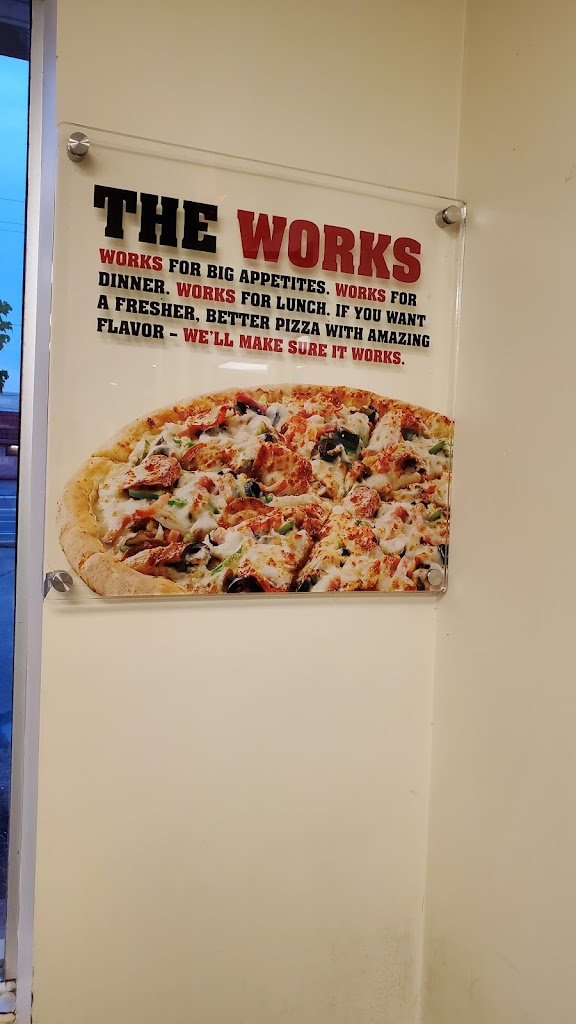 THE WORKS
WORKS FOR BIG APPETITES. WORKS FOR
DINNER. WORKS FOR LUNCH. IF YOU WANT
A FRESHER, BETTER PIZZA WITH AMAZING
FLAVOR – WE'LL MAKE SURE IT WORKS.